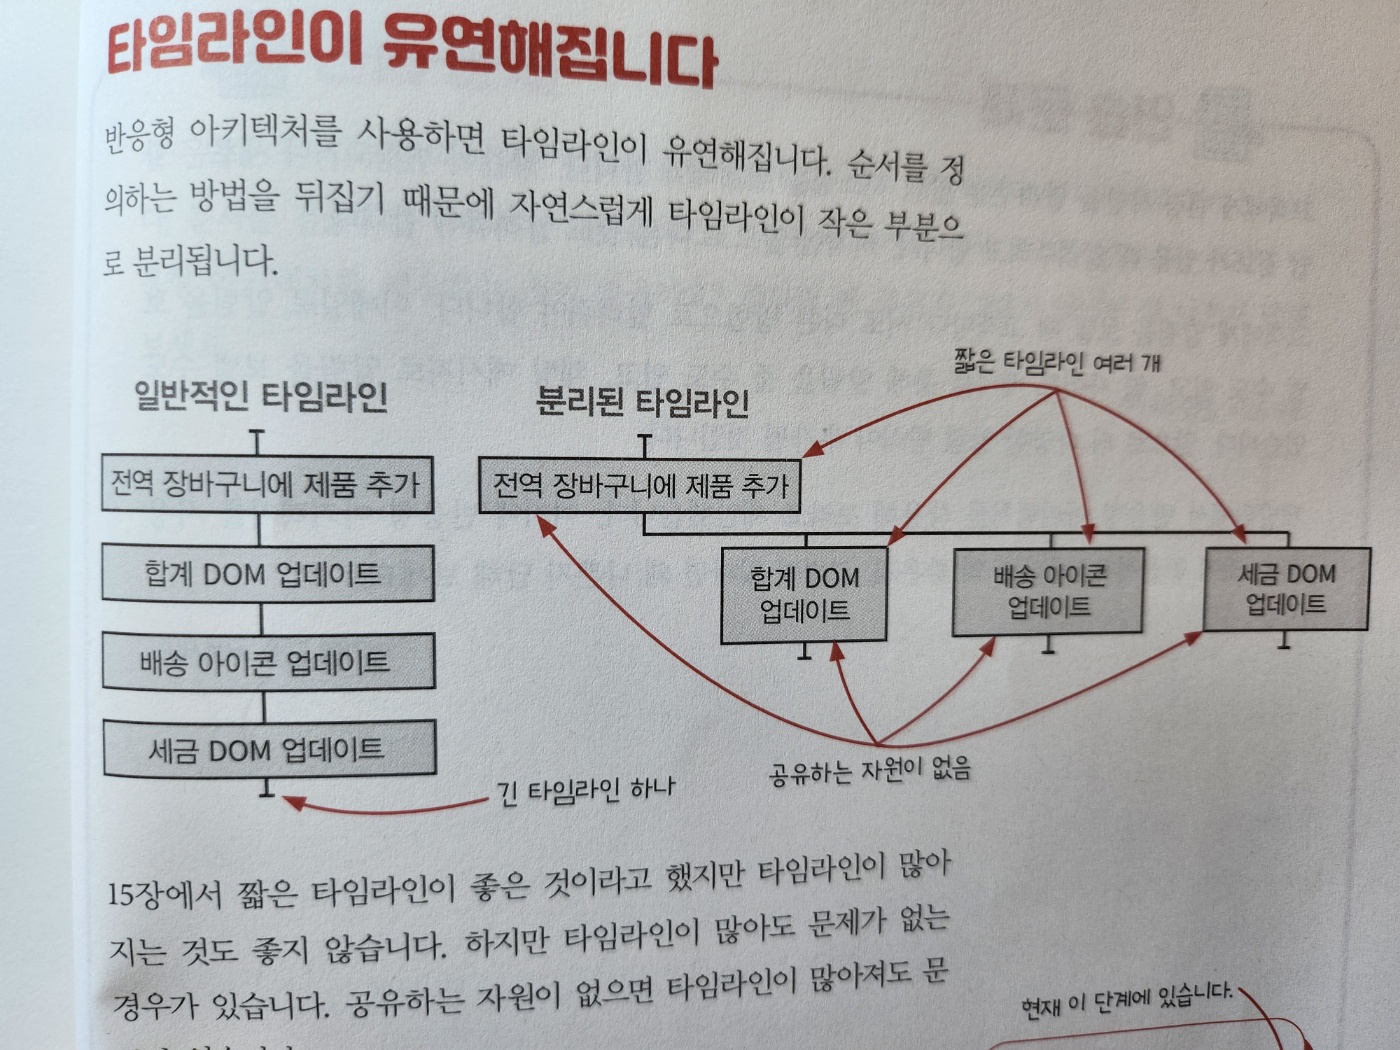 타임라인이 유연해집니다
반응형 아키텍처를 사용하면 타임라인이 유연해집니다. 순서를 정
의하는 방법을 뒤집기 때문에 자연스럽게 타임라인이 작은 부분으
로 분리됩니다.
짧은 타임라인 여러 개
일반적인 타임라인
전역 장바구니에 제품 추가
합계 DOM 업데이트
배송 아이콘 업데이트
세금 DOM 업데이트
긴 타임라인 하나
분리된 타임라인
전역 장바구니에 제품 추가
합계 DOM
업데이트
배송 아이콘
업데이트
세금 DOM
업데이트
공유하는 자원이 없음
15장에서 짧은 타임라인이 좋은 것이라고 했지만 타임라인이 많아
지는 것도 좋지 않습니다. 하지만 타임라인이 많아도 문제가 없는
경우가 있습니다. 공유하는 자원이 없으면 타임라인이 많아져도 문
현재 이 단계에 있습니다.